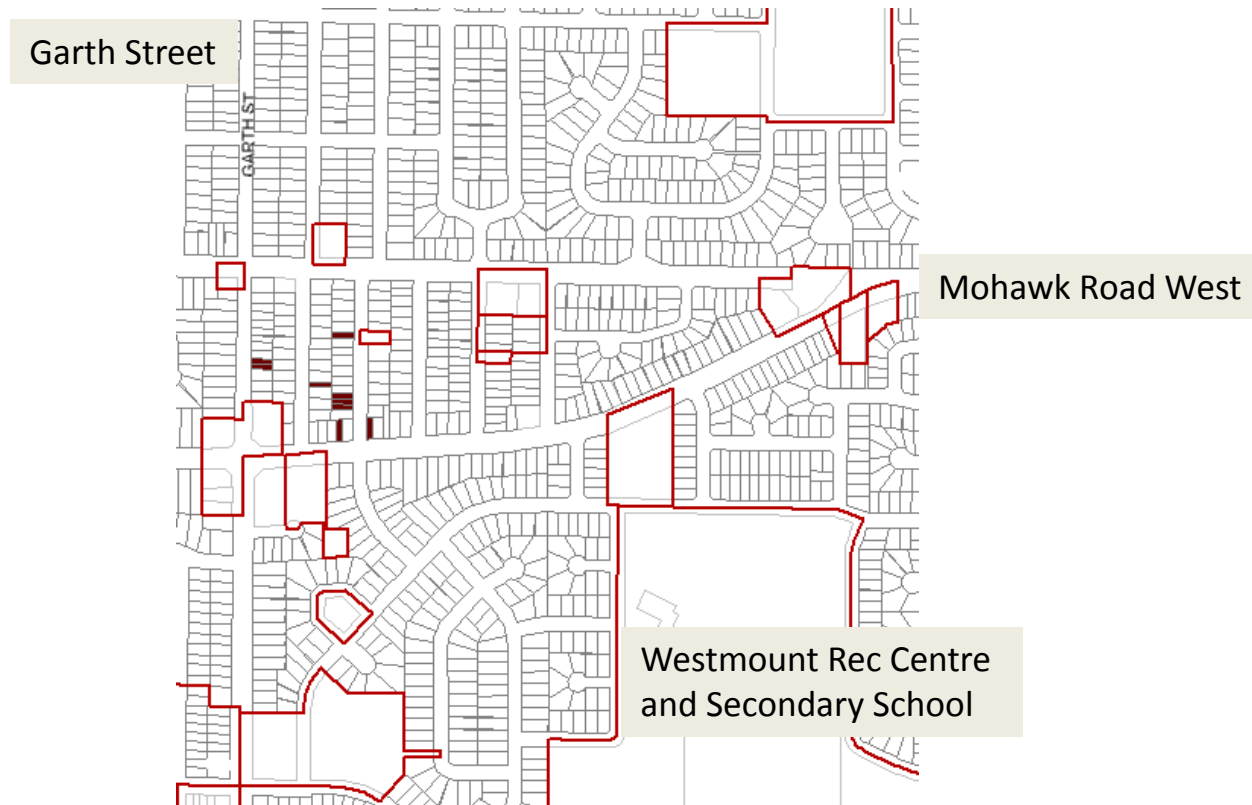 Garth Street
GARTH ST
Mohawk Road West
Westmount Rec Centre
and Secondary School